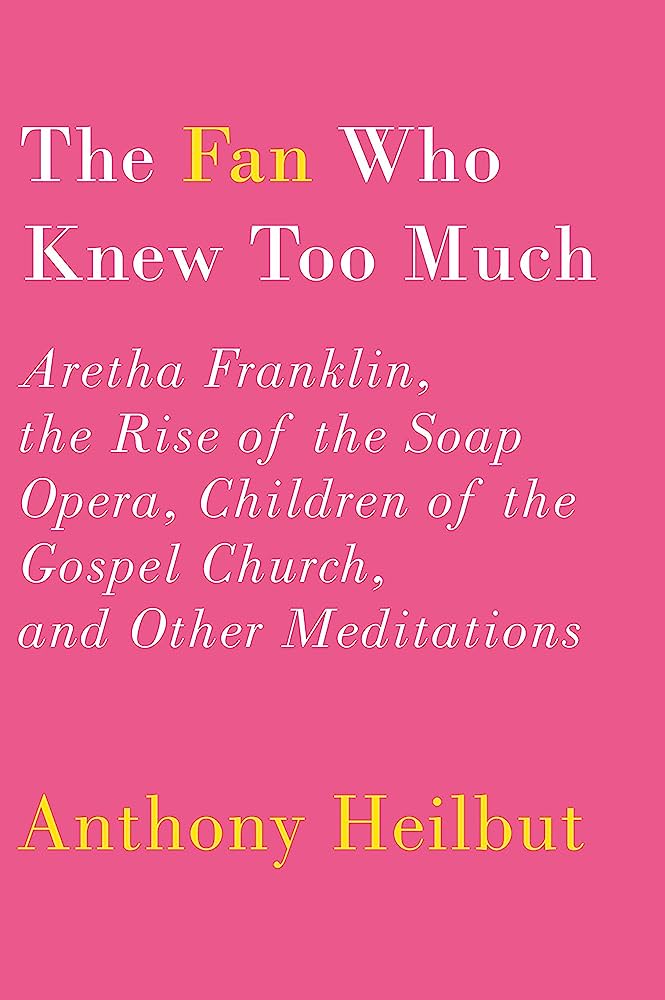 The Fan Who
Knew Too Much
Aretha Franklin,
the Rise of the Soap
Opera, Children of the
Gospel Church,
and Other Meditations
Anthony Heilbut